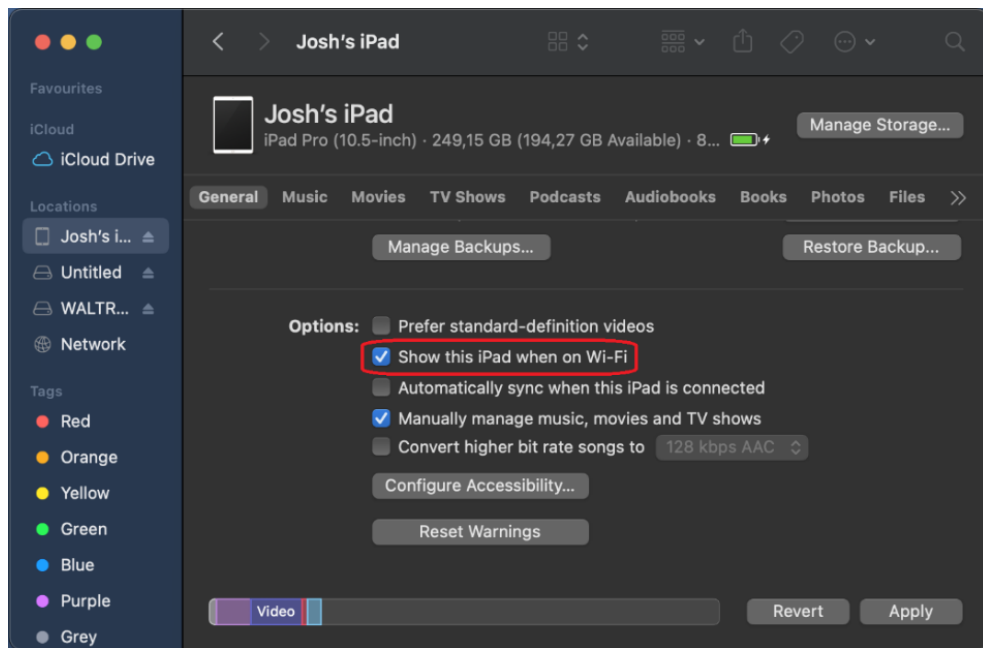 Josh's iPad
Favourites
iCloud
iCloud Drive
Locations
Josh's i...
Untitled
WALTR...
Network
Tags
Red
Orange
Yellow
Green
Blue
Purple
Grey
Josh's iPad
iPad Pro (10.5-inch) · 249,15 GB (194,27 GB Available) · 8...
Manage Storage...
General Music Movies TV Shows Podcasts Audiobooks Books Photos Files
Manage Backups... Restore Backup...
Options: Prefer standard-definition videos
Show this iPad when on Wi-Fi
Automatically sync when this iPad is connected
Manually manage music, movies and TV shows
Convert higher bit rate songs to 128 kbps AAC
Configure Accessibility...
Reset Warnings
Video Revert Apply